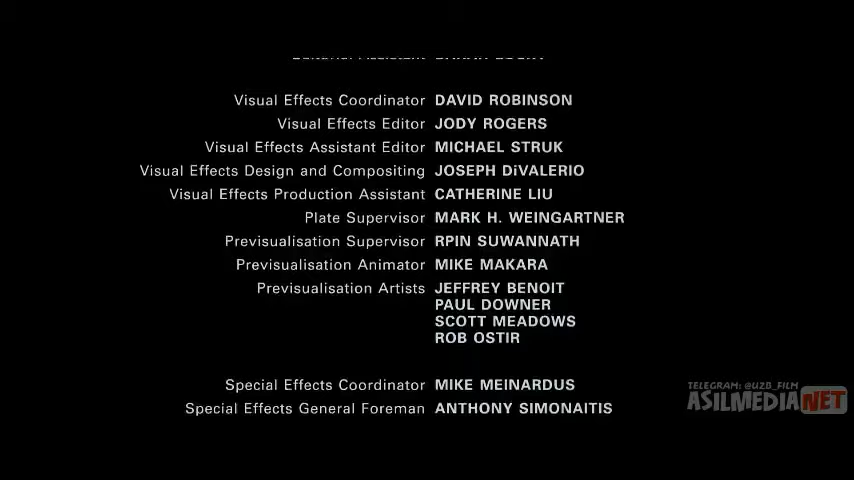 Visual Effects Coordinator DAVID ROBINSON
Visual Effects Editor JODY ROGERS
Visual Effects Assistant Editor MICHAEL STRUK
Visual Effects Design and Compositing JOSEPH DiVALERIO
Visual Effects Production Assistant CATHERINE LIU
Plate Supervisor MARK H. WEINGARTNER
Previsualisation Supervisor RPIN SUWANNATH
Previsualisation Animator MIKE MAKARA
Previsualisation Artists JEFFREY BENOIT
PAUL DOWNER
SCOTT MEADOWS
ROB OSTIR
Special Effects Coordinator MIKE MEINARDUS
Special Effects General Foreman ANTHONY SIMONAITIS
TELEGRAM: @UZB_FILM
ASILMEDIA.NET